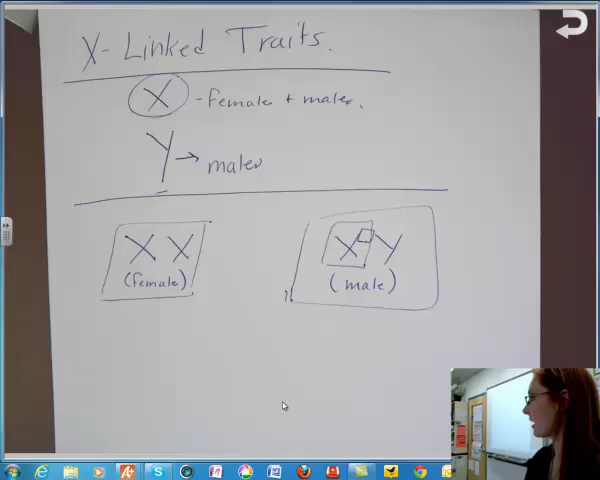 X-Linked Traits.
X - female + males.
Y → males
X X
(female)
X Y
(male)